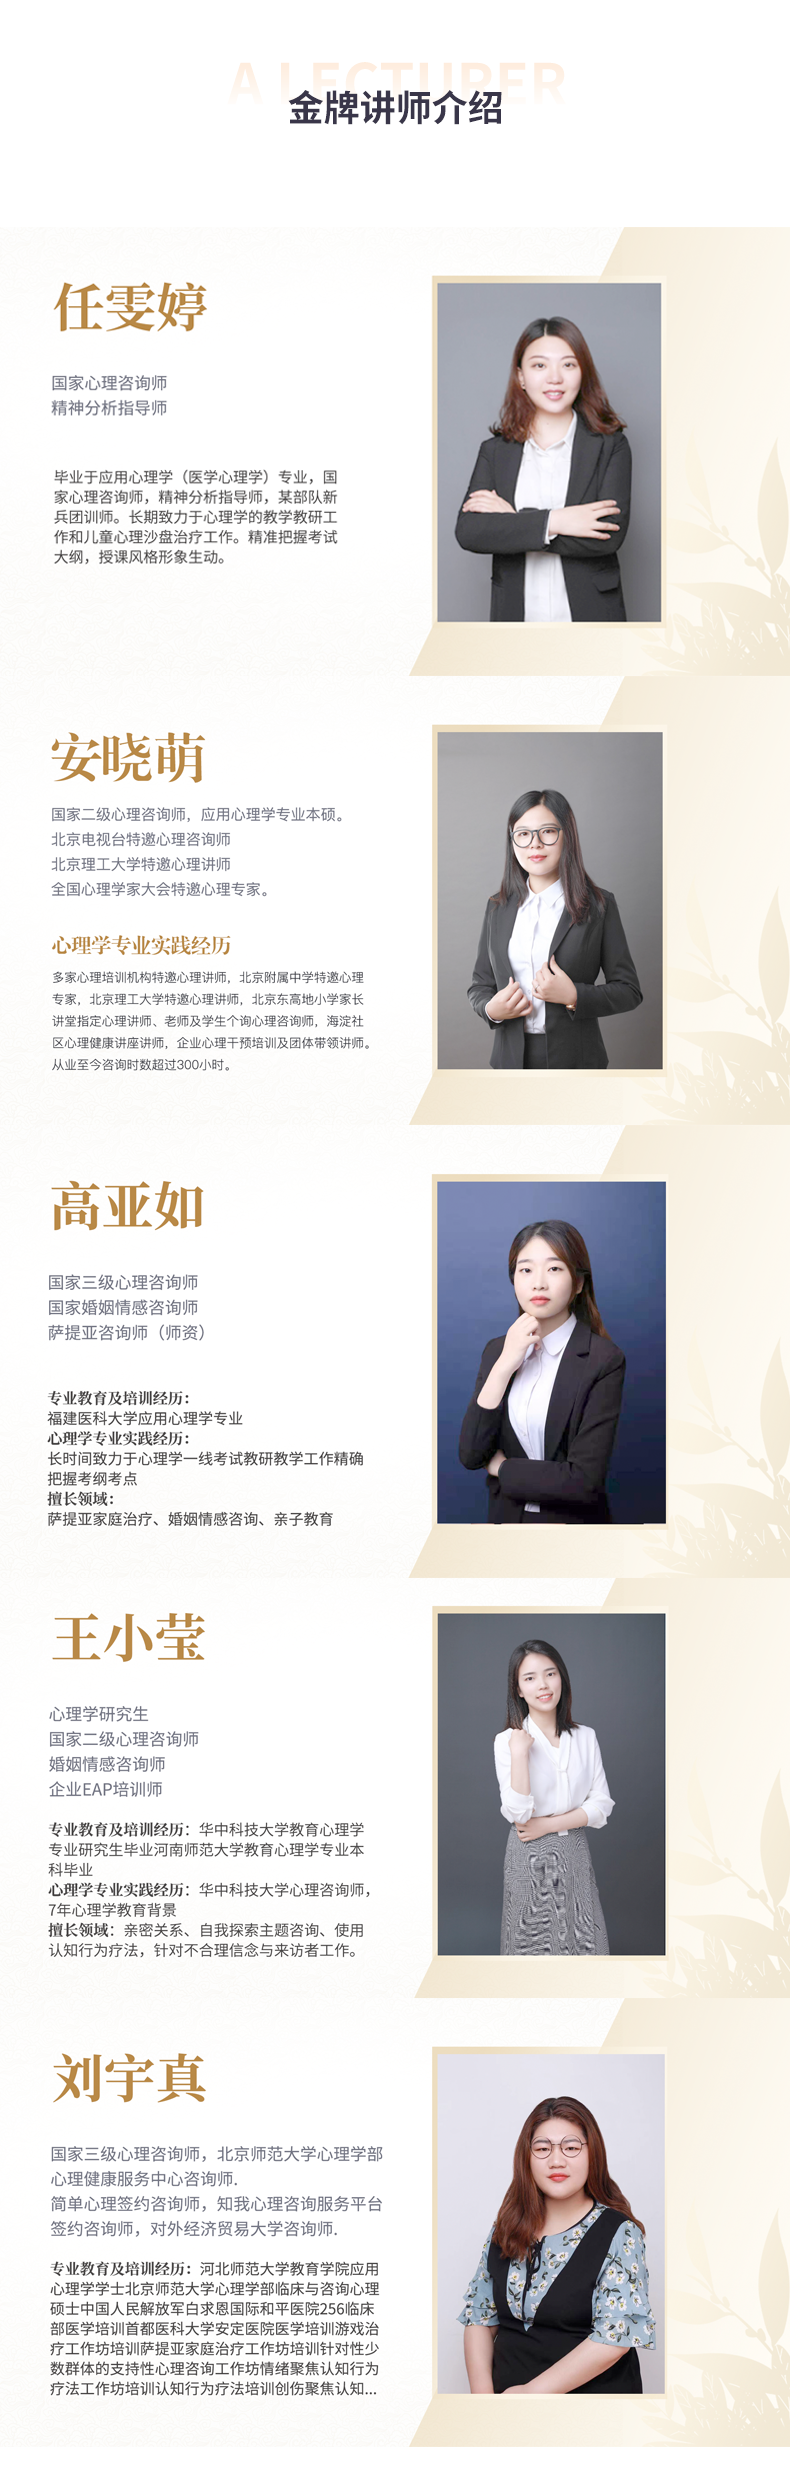 A LECTURER
金牌讲师介绍
任雯婷
国家心理咨询师
精神分析指导师
毕业于应用心理学（医学心理学）专业，国
家心理咨询师，精神分析指导师，某部队新
兵团训师。长期致力于心理学的教学教研工
作和儿童心理沙盘治疗工作。精准把握考试
大纲，授课风格形象生动。
安晓萌
国家二级心理咨询师，应用心理学专业本硕。
北京电视台特邀心理咨询师
北京理工大学特邀心理讲师
全国心理学家大会特邀心理专家。
心理学专业实践经历
多家心理培训机构特邀心理讲师，北京附属中学特邀心理
专家，北京理工大学特邀心理讲师，北京东高地小学家长
讲堂指定心理讲师、老师及学生个询心理咨询师，海淀社
区心理健康讲座讲师，企业心理干预培训及团体带领讲师。
从业至今咨询时数超过300小时。
高亚如
国家三级心理咨询师
国家婚姻情感咨询师
萨提亚咨询师（师资）
专业教育及培训经历：
福建医科大学应用心理学专业
心理学专业实践经历：
长时间致力于心理学一线考试教研教学工作精确
把握考纲考点
擅长领域：
萨提亚家庭治疗、婚姻情感咨询、亲子教育
王小莹
心理学研究生
国家二级心理咨询师
婚姻情感咨询师
企业EAP培训师
专业教育及培训经历：华中科技大学教育心理学
专业研究生毕业河南师范大学教育心理学专业本
科毕业
心理学专业实践经历：华中科技大学心理咨询师，
7年心理学教育背景
擅长领域：亲密关系、自我探索主题咨询、使用
认知行为疗法，针对不合理信念与来访者工作。
刘宇真
国家三级心理咨询师，北京师范大学心理学部
心理健康服务中心咨询师.
简单心理签约咨询师，知我心理咨询服务平台
签约咨询师，对外经济贸易大学咨询师.
专业教育及培训经历：河北师范大学教育学院应用
心理学学士北京师范大学心理学部临床与咨询心理
硕士中国人民解放军白求恩国际和平医院256临床
部医学培训首都医科大学安定医院医学培训游戏治
疗工作坊培训萨提亚家庭治疗工作坊培训针对性少
数群体的支持性心理咨询工作坊情绪聚焦认知行为
疗法工作坊培训认知行为疗法培训创伤聚焦认知...